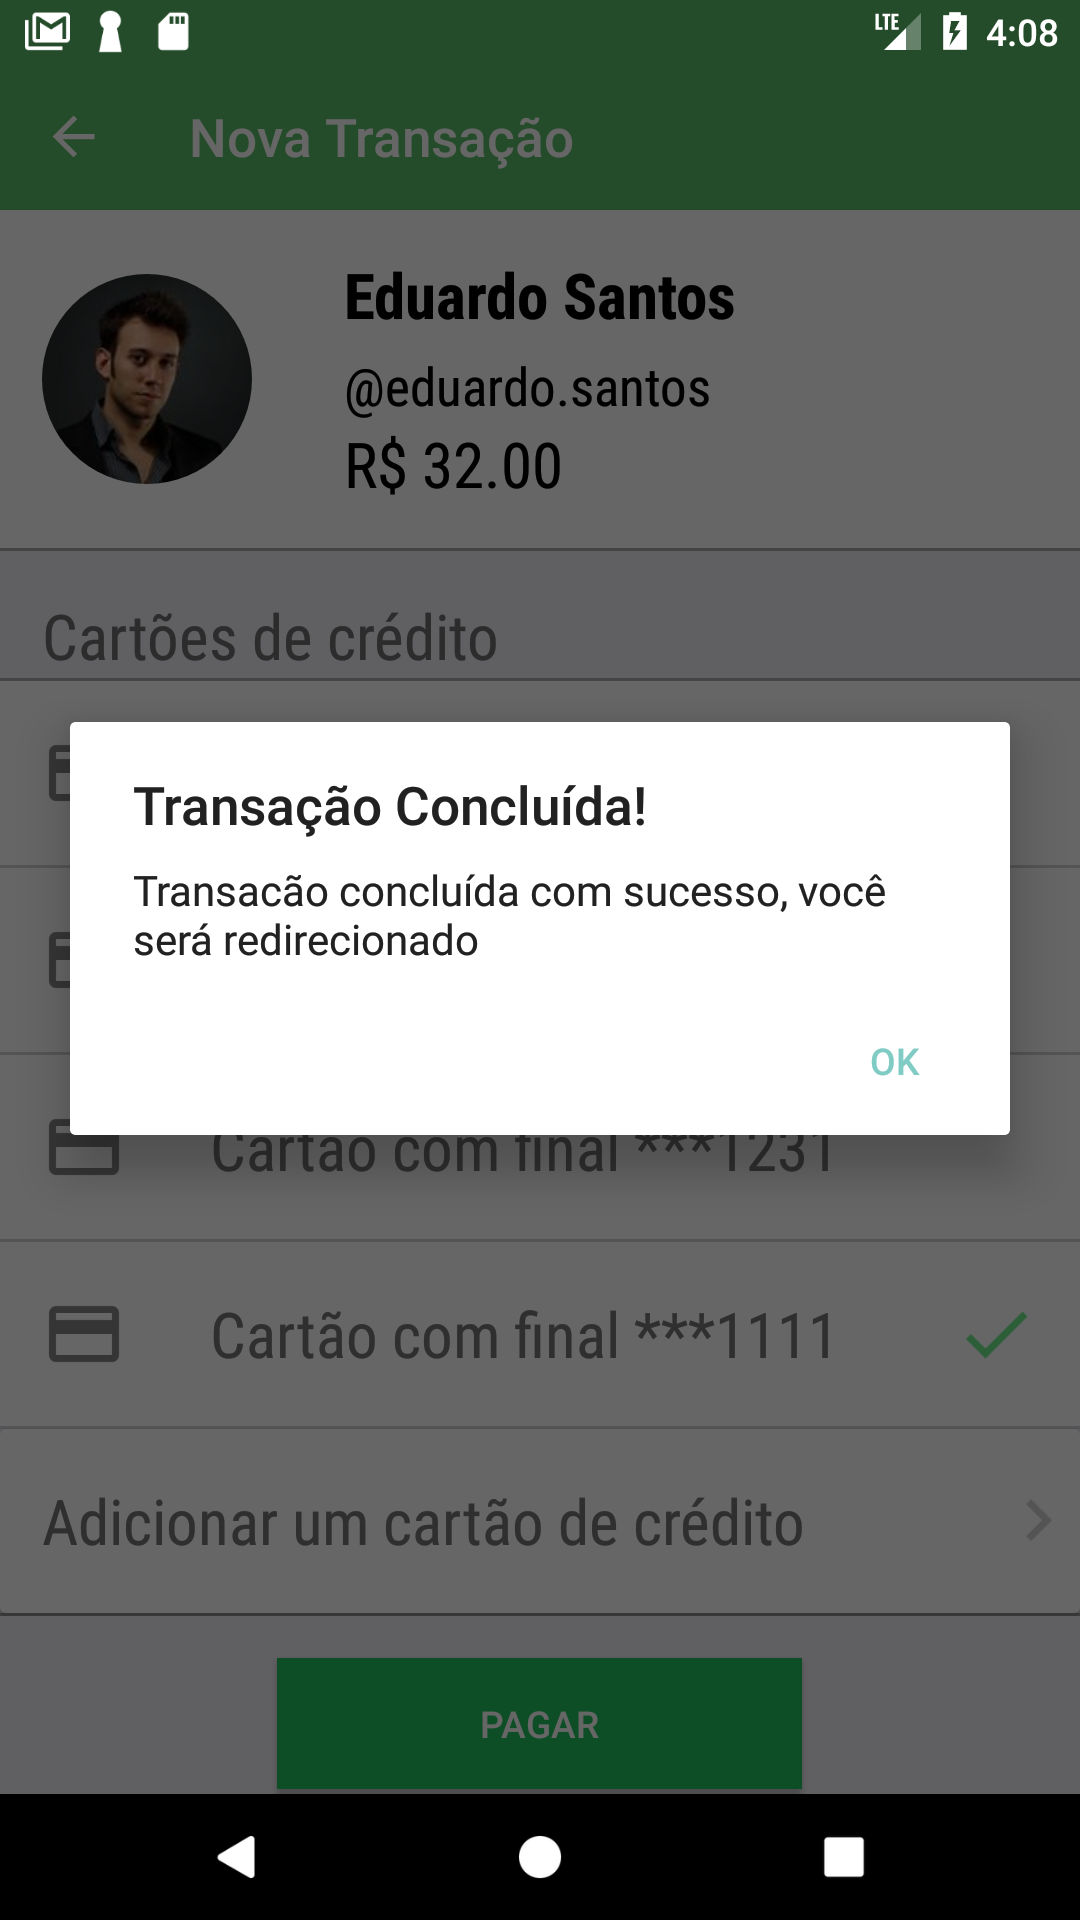 LTE 4:08
Nova Transação
Eduardo Santos
@eduardo.santos
R$ 32.00
Cartões de crédito
Transação Concluída!
Transacão concluída com sucesso, você
será redirecionado
OK
Cartão com final ***1231
Cartão com final ***1111
Adicionar um cartão de crédito
PAGAR